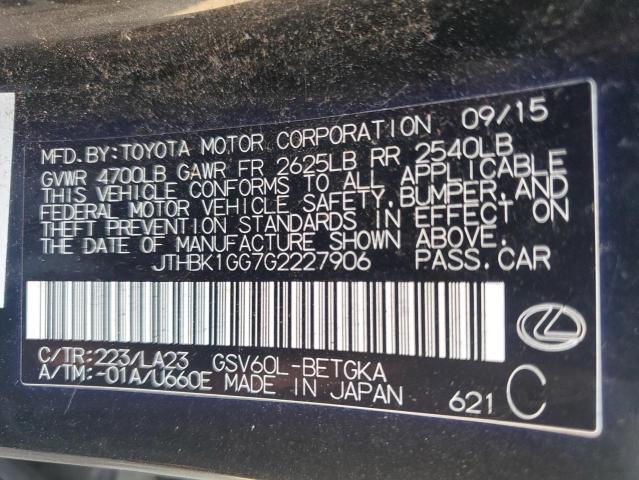 MFD. BY: TOYOTA MOTOR CORPORATION 09/15
GVWR 4700LB GAWR FR 2625LB RR 2540LB
THIS VEHICLE CONFORMS TO ALL APPLICABLE
FEDERAL MOTOR VEHICLE SAFETY, BUMPER, AND
THEFT PREVENTION STANDARDS IN EFFECT ON
THE DATE OF MANUFACTURE SHOWN ABOVE.
JTHBK1GG7G2227906 PASS. CAR
C/TR: 223/LA23 GSV60L-BETGKA
A/TM: -01A/U660E MADE IN JAPAN 621 C